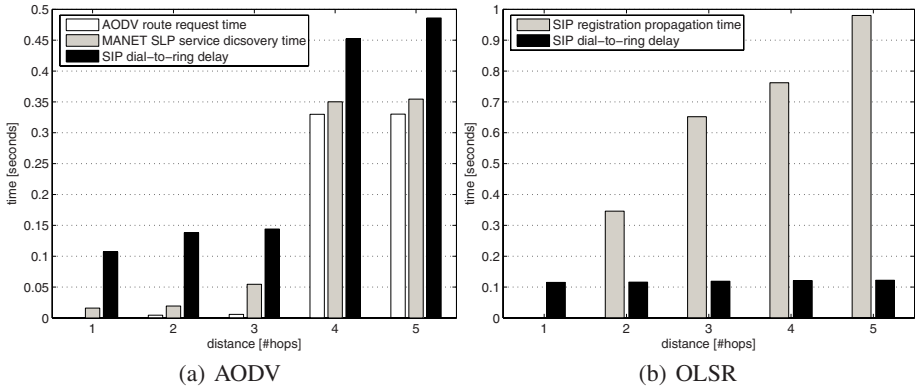 0.5
0.45
0.4
0.35
0.3
0.25
0.2
0.15
0.1
0.05
0
time [seconds]
AODV route request time
MANET SLP service dicsovery time
SIP dial-to-ring delay
1 2 3 4 5
distance [#hops]
(a) AODV
1
0.9
0.8
0.7
0.6
0.5
0.4
0.3
0.2
0.1
0
time [seconds]
SIP registration propagation time
SIP dial-to-ring delay
1 2 3 4 5
distance [#hops]
(b) OLSR